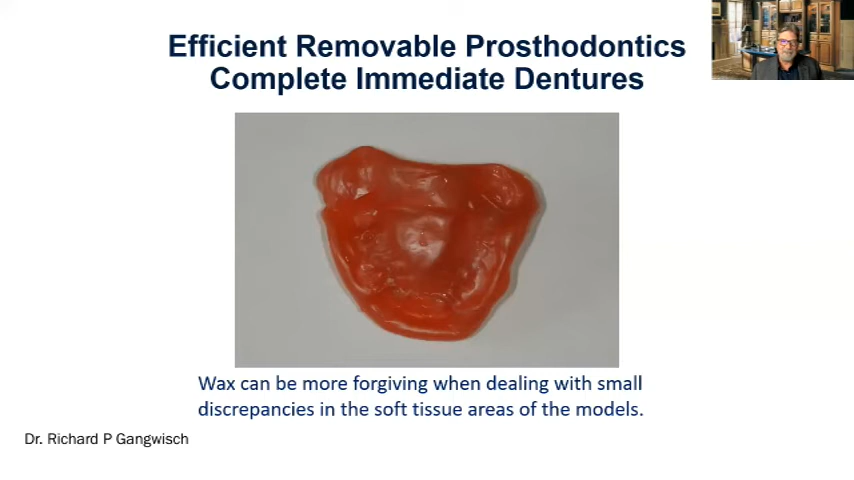 Efficient Removable Prosthodontics
Complete Immediate Dentures
Wax can be more forgiving when dealing with small
discrepancies in the soft tissue areas of the models.
Dr. Richard P Gangwisch